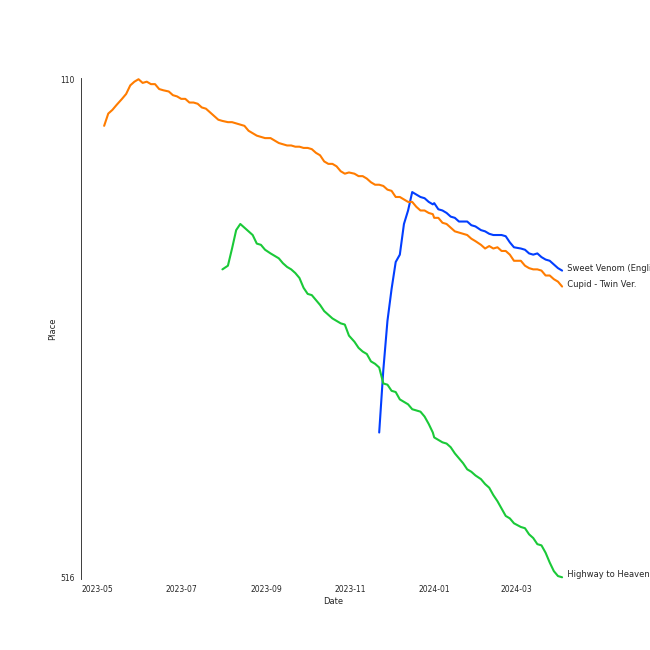 110
Place
Sweet Venom (Engli
Cupid - Twin Ver.
Highway to Heaven
516
2023-05 2023-07 2023-09 2023-11 2024-01 2024-03
Date